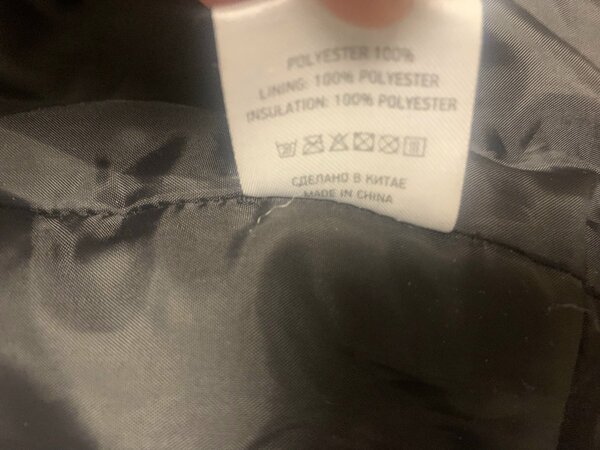 POLYESTER 100%
LINING: 100% POLYESTER
INSULATION: 100% POLYESTER
СДЕЛАНО В КИТАЕ
MADE IN CHINA